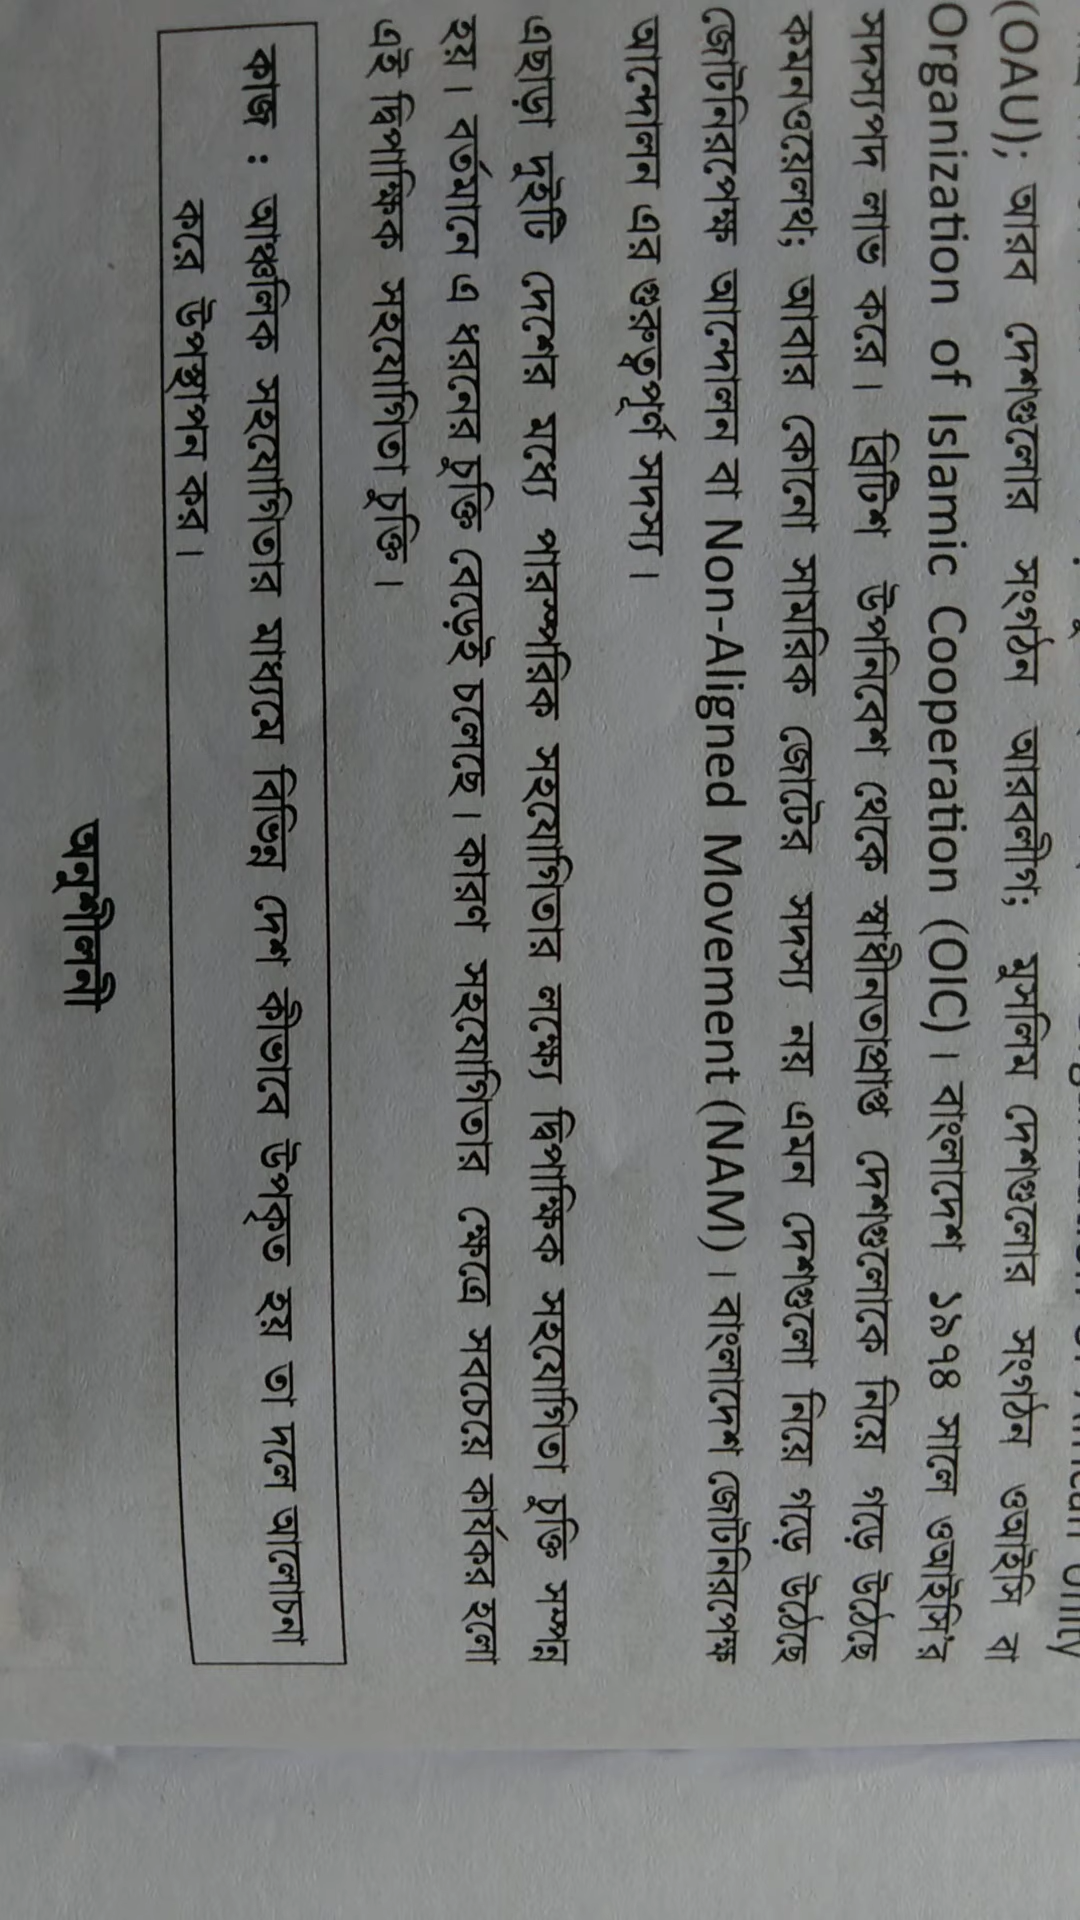 (OAU); আরব দেশগুলোর সংগঠন আরবলীগ; মুসলিম দেশগুলোর সংগঠন ওআইসি বা
Organization of Islamic Cooperation (OIC)। বাংলাদেশ ১৯৭৪ সালে ওআইসি'র
সদস্যপদ লাভ করে। ব্রিটিশ উপনিবেশ থেকে স্বাধীনতাপ্রাপ্ত দেশগুলোকে নিয়ে গড়ে উঠেছে
কমনওয়েলথ; আবার কোনো সামরিক জোটের সদস্য নয় এমন দেশগুলো নিয়ে গড়ে উঠেছে
জোটনিরপেক্ষ আন্দোলন বা Non-Aligned Movement (NAM)। বাংলাদেশ জোটনিরপেক্ষ
আন্দোলন এর গুরুত্বপূর্ণ সদস্য।
এছাড়া দুইটি দেশের মধ্যে পারস্পরিক সহযোগিতার লক্ষ্যে দ্বিপাক্ষিক সহযোগিতা চুক্তি সম্পন্ন
হয়। বর্তমানে এ ধরনের চুক্তি বেড়েই চলেছে। কারণ সহযোগিতার ক্ষেত্রে সবচেয়ে কার্যকর হলো
এই দ্বিপাক্ষিক সহযোগিতা চুক্তি।
কাজ : আঞ্চলিক সহযোগিতার মাধ্যমে বিভিন্ন দেশ কীভাবে উপকৃত হয় তা দলে আলোচনা
করে উপস্থাপন কর।
অনুশীলনী